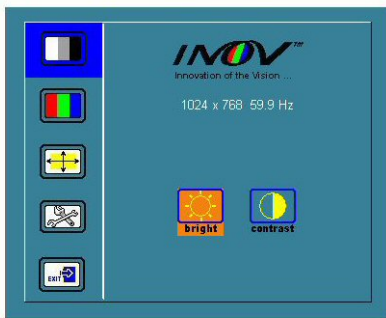 INOV™
Innovation of the Vision ...
1024 x 768 59.9 Hz
bright contrast
EXIT